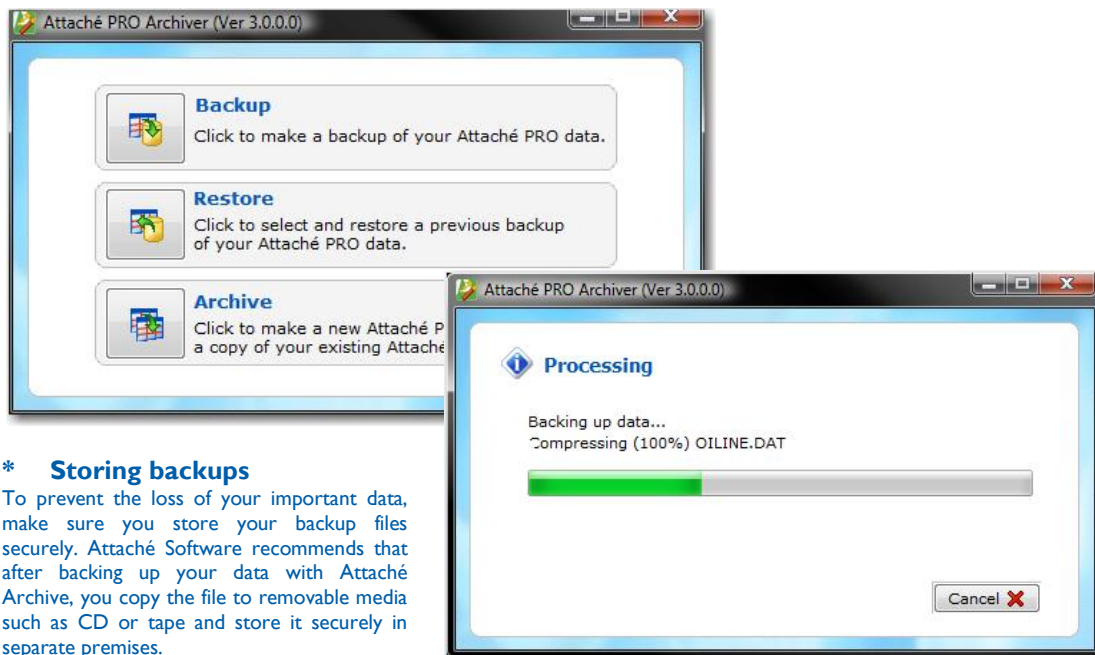 Attaché PRO Archiver (Ver 3.0.0.0)
Backup
Click to make a backup of your Attaché PRO data.
Restore
Click to select and restore a previous backup
of your Attaché PRO data.
Archive
Click to make a new Attaché P
a copy of your existing Attaché
Attaché PRO Archiver (Ver 3.0.0.0)
Processing
Backing up data...
Compressing (100%) OILINE.DAT
Cancel
* Storing backups
To prevent the loss of your important data,
make sure you store your backup files
securely. Attaché Software recommends that
after backing up your data with Attaché
Archive, you copy the file to removable media
such as CD or tape and store it securely in
separate premises.